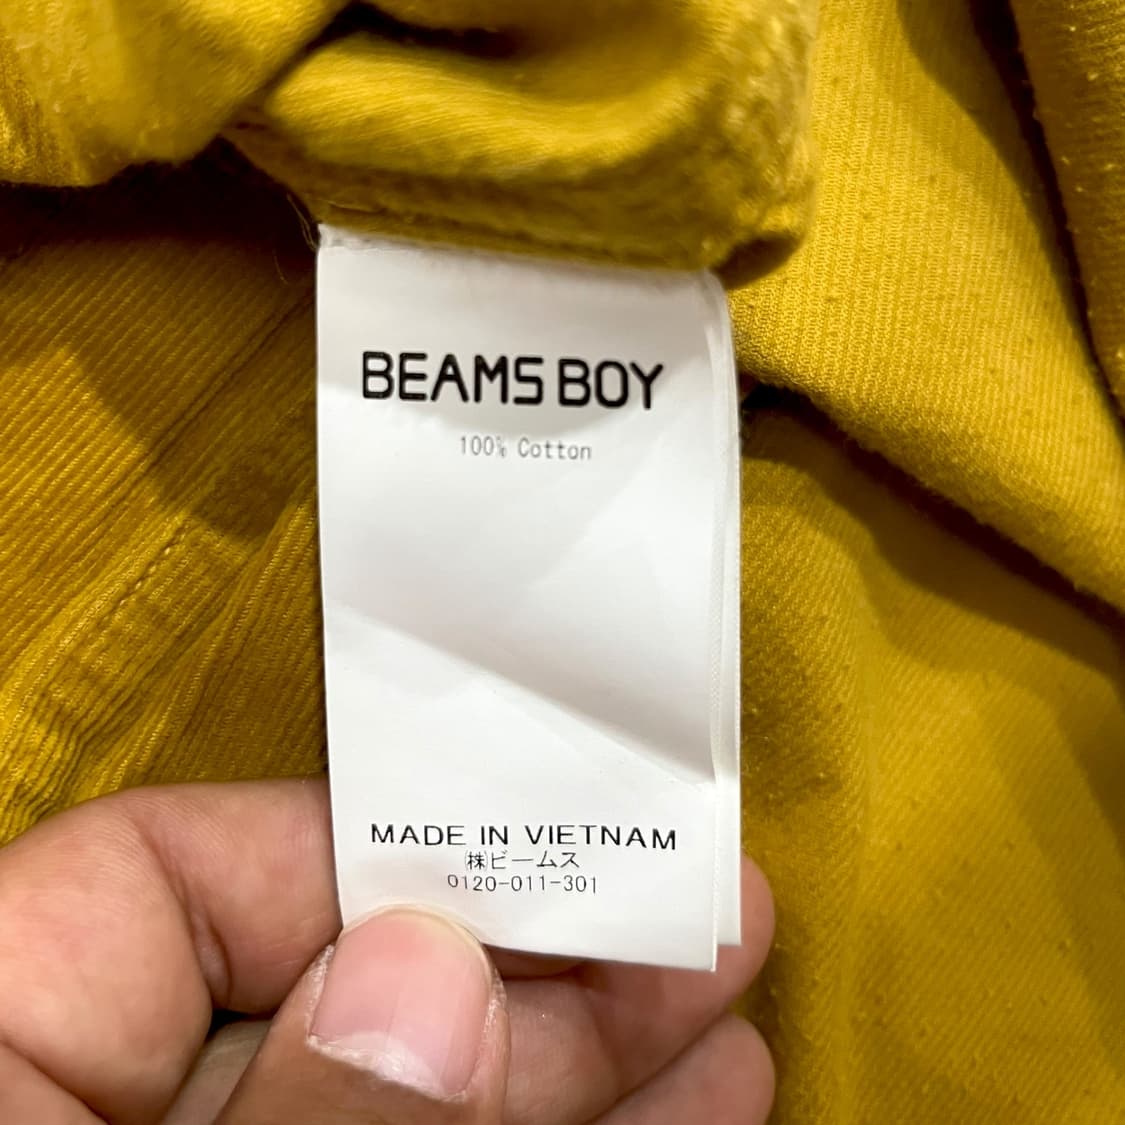 BEAMS BOY
100% Cotton
MADE IN VIETNAM
㈱ビームス
0120-011-301